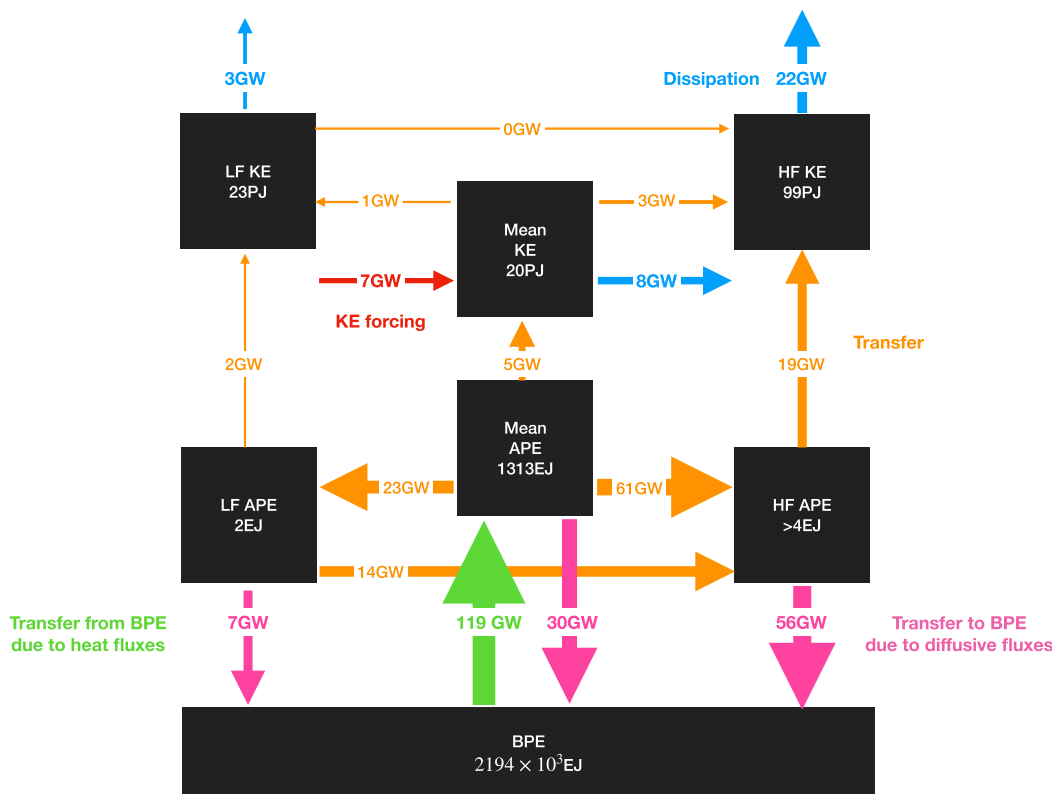 3GW
Dissipation 22GW
0GW
LF KE
23PJ
HF KE
99PJ
1GW
3GW
Mean
KE
20PJ
7GW
8GW
KE forcing
2GW
5GW
19GW
Transfer
Mean
APE
1313EJ
23GW
61GW
LF APE
2EJ
HF APE
>4EJ
14GW
Transfer from BPE
due to heat fluxes
7GW
119 GW
30GW
56GW
Transfer to BPE
due to diffusive fluxes
BPE
2194 × 10³EJ